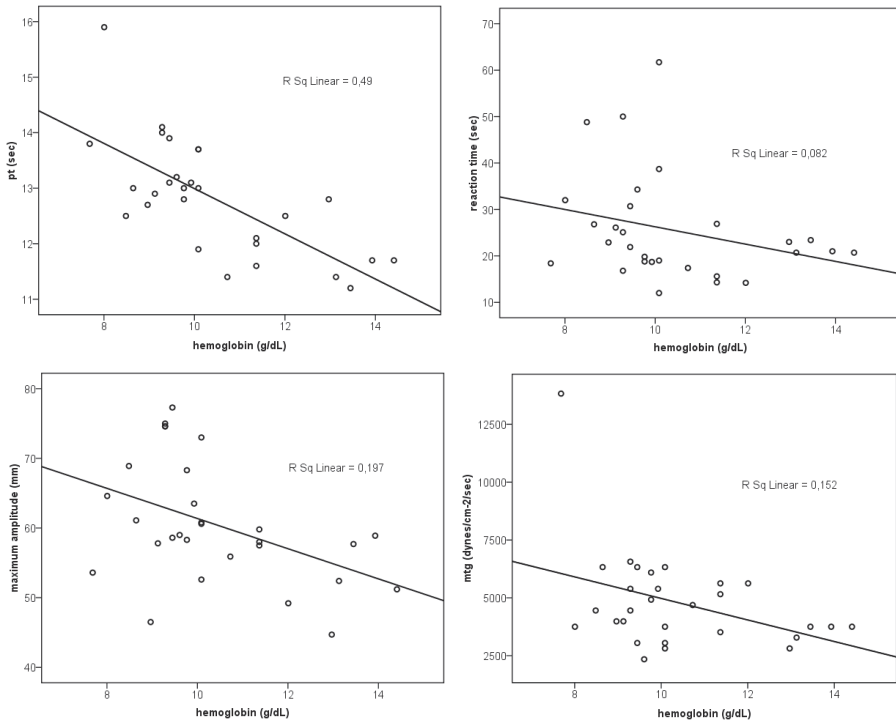 16
15
14
13
12
11
pt (sec)
R Sq Linear = 0,49
8 10 12 14
hemoglobin (g/dL)
70
60
50
40
30
20
10
reaction time (sec)
R Sq Linear = 0,082
8 10 12 14
hemoglobin (g/dL)
80
70
60
50
40
maximum amplitude (mm)
R Sq Linear = 0,197
8 10 12 14
hemoglobin (g/dL)
12500
10000
7500
5000
2500
mtg (dynes/cm-2/sec)
R Sq Linear = 0,152
8 10 12 14
hemoglobin (g/dL)